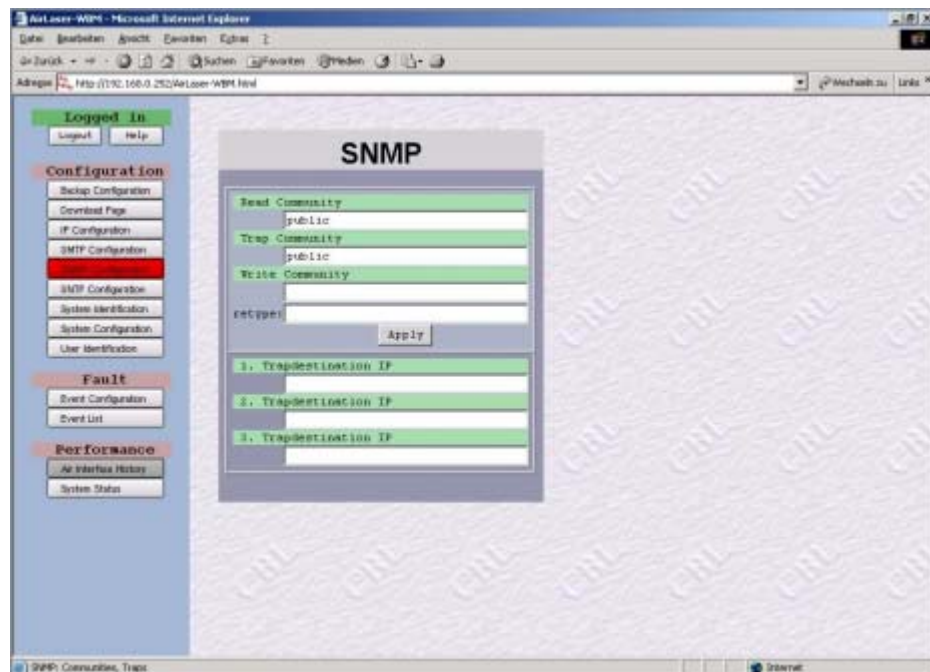 AirLaser-WBM - Microsoft Internet Explorer
Datei Bearbeiten Ansicht Favoriten Extras ?
Zurück Suchen Favoriten Medien
Adresse http://192.168.0.252/AirLaser-WBM.html Wechseln zu Links
Logged in
Logout Help
Configuration
Backup Configuration
Download Page
IP Configuration
SMTP Configuration
SNTP Configuration
System Identification
System Configuration
User Identification
Fault
Event Configuration
Event List
Performance
Air Interface History
System Status
SNMP
Read Community
public
Trap Community
public
Write Community
retype:
Apply
1. Trapdestination IP
2. Trapdestination IP
3. Trapdestination IP
CBL
SNMP: Communities, Traps
Internet